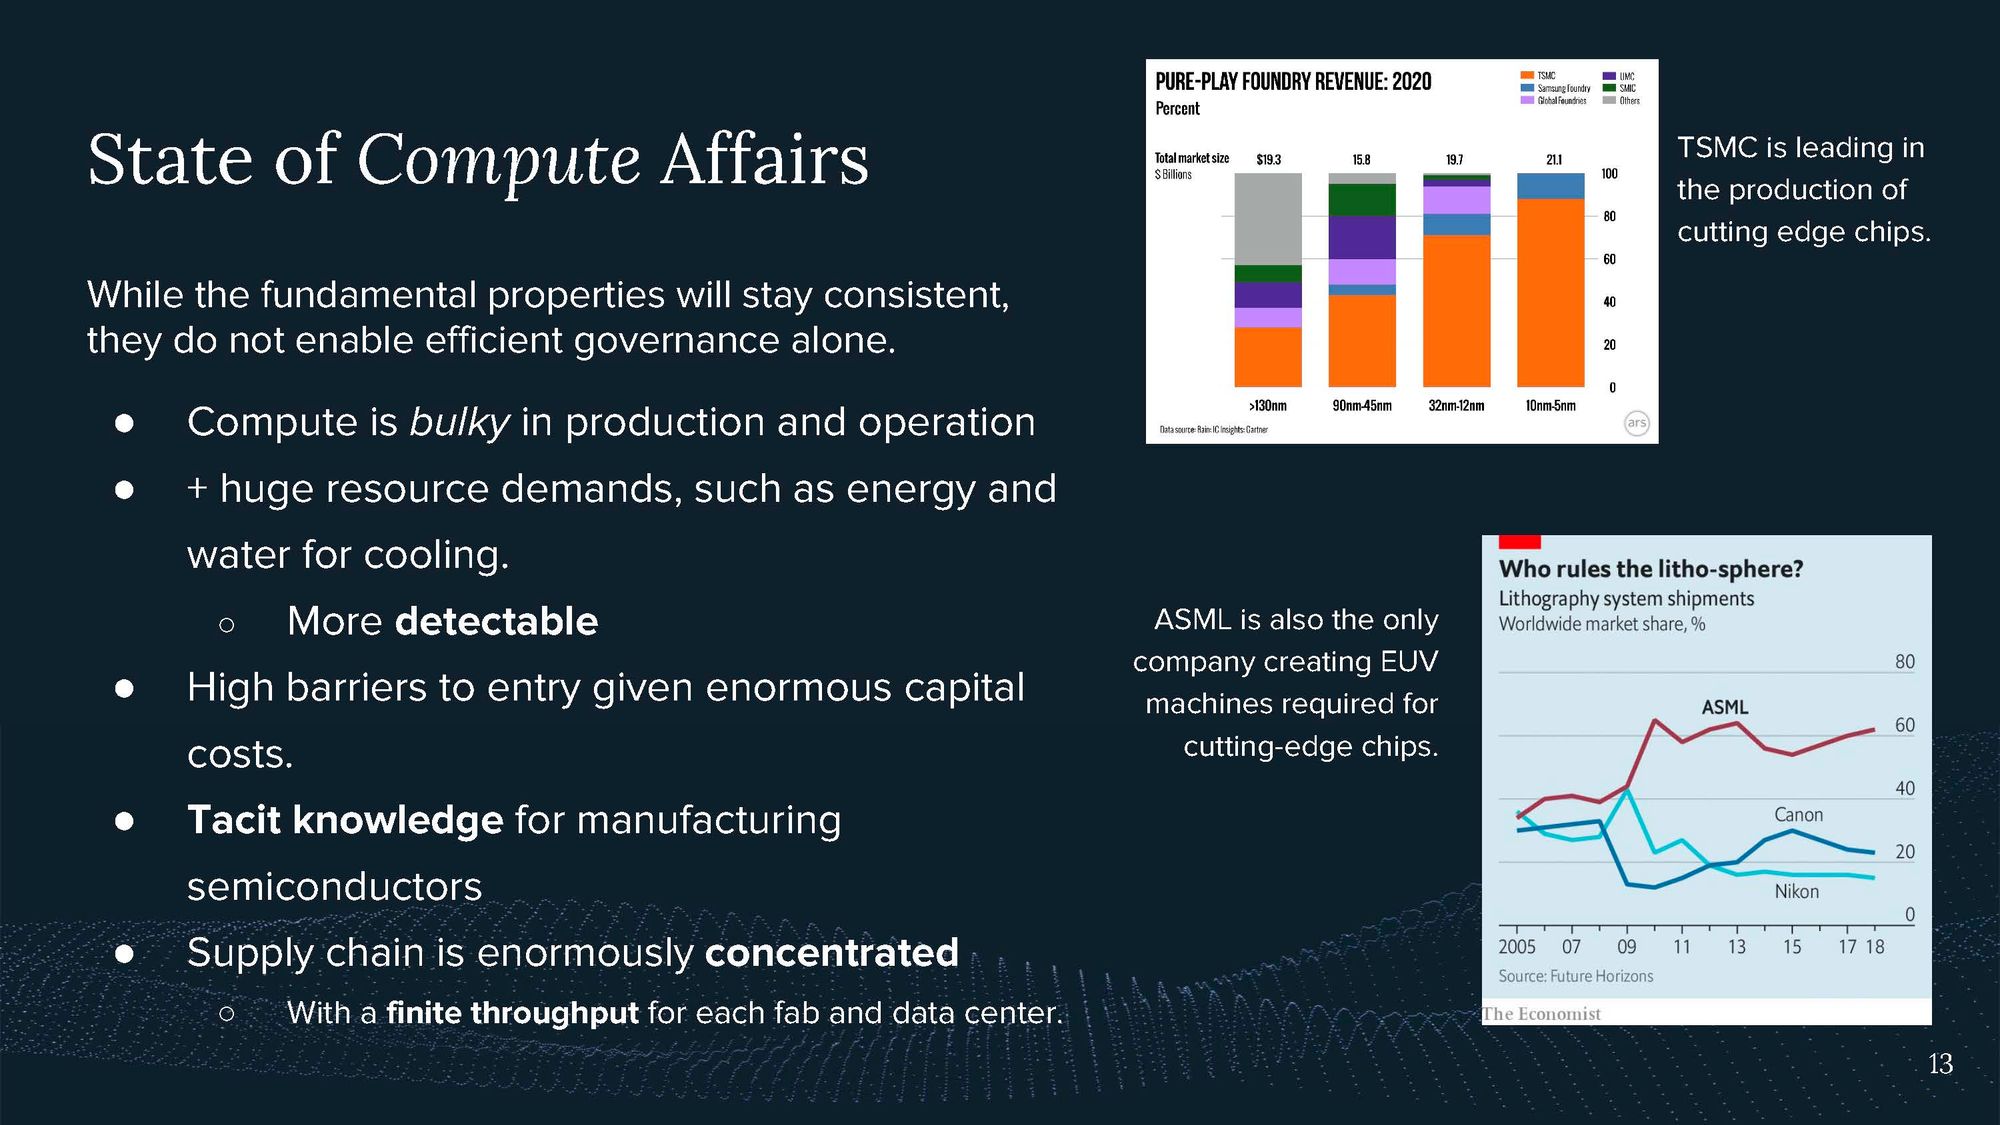 State of Compute Affairs
While the fundamental properties will stay consistent,
they do not enable efficient governance alone.
● Compute is bulky in production and operation
● + huge resource demands, such as energy and
water for cooling.
○ More detectable
● High barriers to entry given enormous capital
costs.
● Tacit knowledge for manufacturing
semiconductors
● Supply chain is enormously concentrated
○ With a finite throughput for each fab and data center.
PURE-PLAY FOUNDRY REVENUE: 2020
Percent
TSMC
Samsung Foundry
Global Foundries
UMC
SMIC
Others
Total market size
$ Billions
$19.3 15.8 19.7 21.1
100
80
60
40
20
0
>130nm 90nm-45nm 32nm-12nm 10nm-5nm
Data source: Bain: IC Insights: Gartner
ars
TSMC is leading in
the production of
cutting edge chips.
ASML is also the only
company creating EUV
machines required for
cutting-edge chips.
Who rules the litho-sphere?
Lithography system shipments
Worldwide market share, %
80
ASML
60
40
Canon
20
Nikon
0
2005 07 09 11 13 15 17 18
Source: Future Horizons
The Economist
13